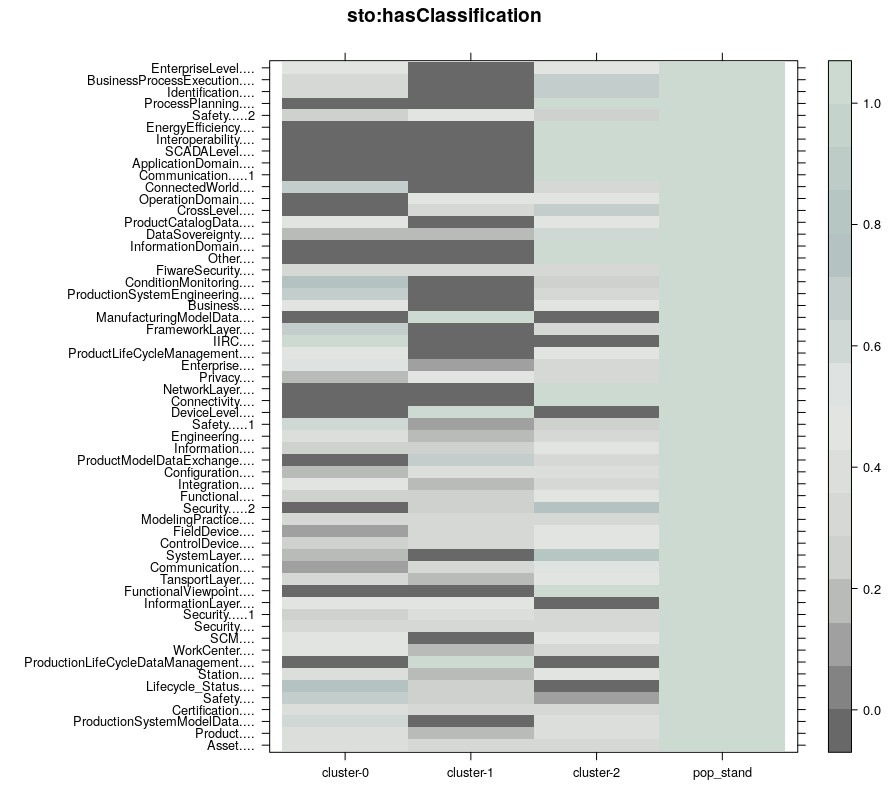 sto:hasClassification
EnterpriseLevel....
BusinessProcessExecution....
Identification....
ProcessPlanning....
Safety.....2
EnergyEfficiency....
Interoperability....
SCADALevel....
ApplicationDomain....
Communication.....1
ConnectedWorld....
OperationDomain....
CrossLevel....
ProductCatalogData....
DataSovereignty....
InformationDomain....
Other....
FiwareSecurity....
ConditionMonitoring....
ProductionSystemEngineering....
Business....
ManufacturingModelData....
FrameworkLayer....
IIRC....
ProductLifeCycleManagement....
Enterprise....
Privacy....
NetworkLayer....
Connectivity....
DeviceLevel....
Safety.....1
Engineering....
Information....
ProductModelDataExchange....
Configuration....
Integration....
Functional....
Security.....2
ModelingPractice....
FieldDevice....
ControlDevice....
SystemLayer....
Communication....
TansportLayer....
FunctionalViewpoint....
InformationLayer....
Security.....1
Security....
SCM....
WorkCenter....
ProductionLifeCycleDataManagement....
Station....
Lifecycle_Status....
Safety....
Certification....
ProductionSystemModelData....
Product....
Asset....
cluster-0
cluster-1
cluster-2
pop_stand
1.0
0.8
0.6
0.4
0.2
0.0